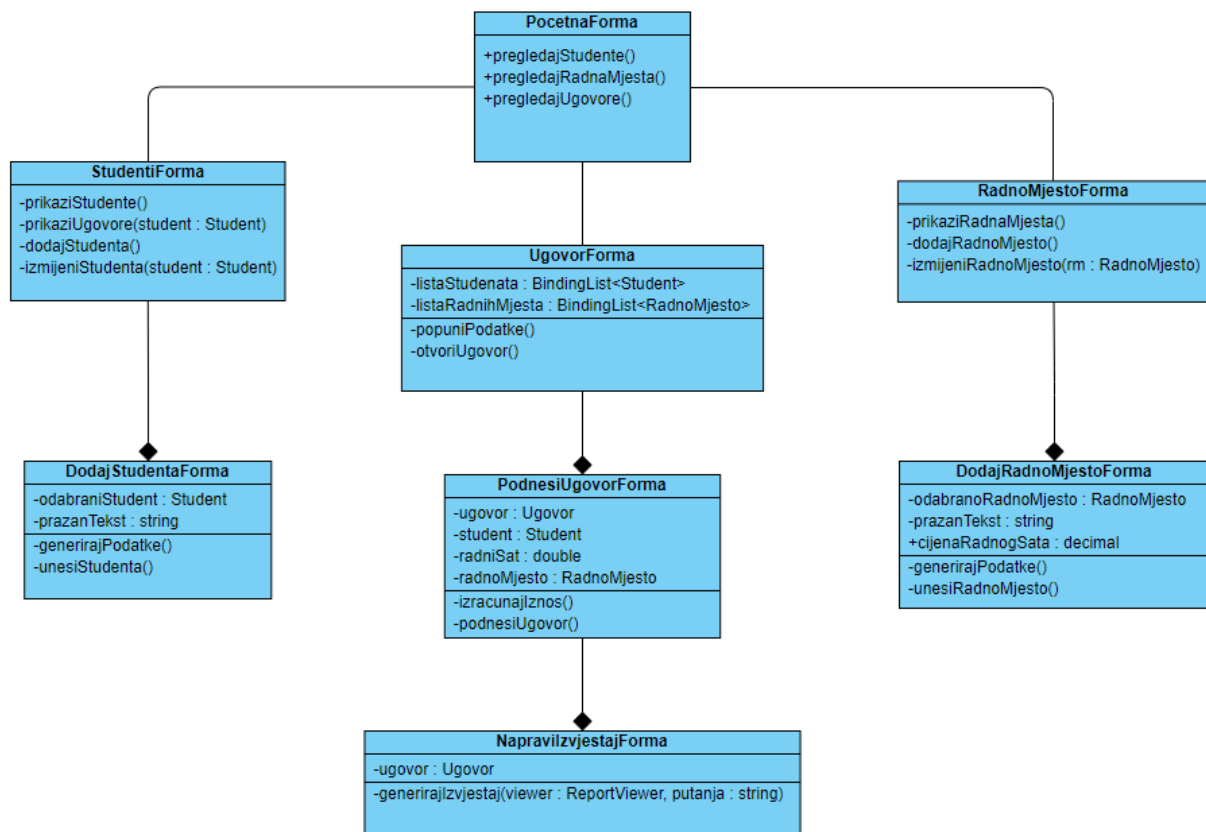 PocetnaForma
+pregledajStudente()
+pregledajRadnaMjesta()
+pregledajUgovore()
StudentiForma
-prikaziStudente()
-prikaziUgovore(student : Student)
-dodajStudenta()
-izmijeniStudenta(student : Student)
UgovorForma
-listaStudenata : BindingList<Student>
-listaRadnihMjesta : BindingList<RadnoMjesto>
-popuniPodatke()
-otvoriUgovor()
RadnoMjestoForma
-prikaziRadnaMjesta()
-dodajRadnoMjesto()
-izmijeniRadnoMjesto(rm : RadnoMjesto)
DodajStudentaForma
-odabraniStudent : Student
-prazanTekst : string
-generirajPodatke()
-unesiStudenta()
PodnesiUgovorForma
-ugovor : Ugovor
-student : Student
-radniSat : double
-radnoMjesto : RadnoMjesto
-izracunajIznos()
-podnesiUgovor()
DodajRadnoMjestoForma
-odabranoRadnoMjesto : RadnoMjesto
-prazanTekst : string
+cijenaRadnogSata : decimal
-generirajPodatke()
-unesiRadnoMjesto()
NapraviIzvjestajForma
-ugovor : Ugovor
-generirajIzvjestaj(viewer : ReportViewer, putanja : string)